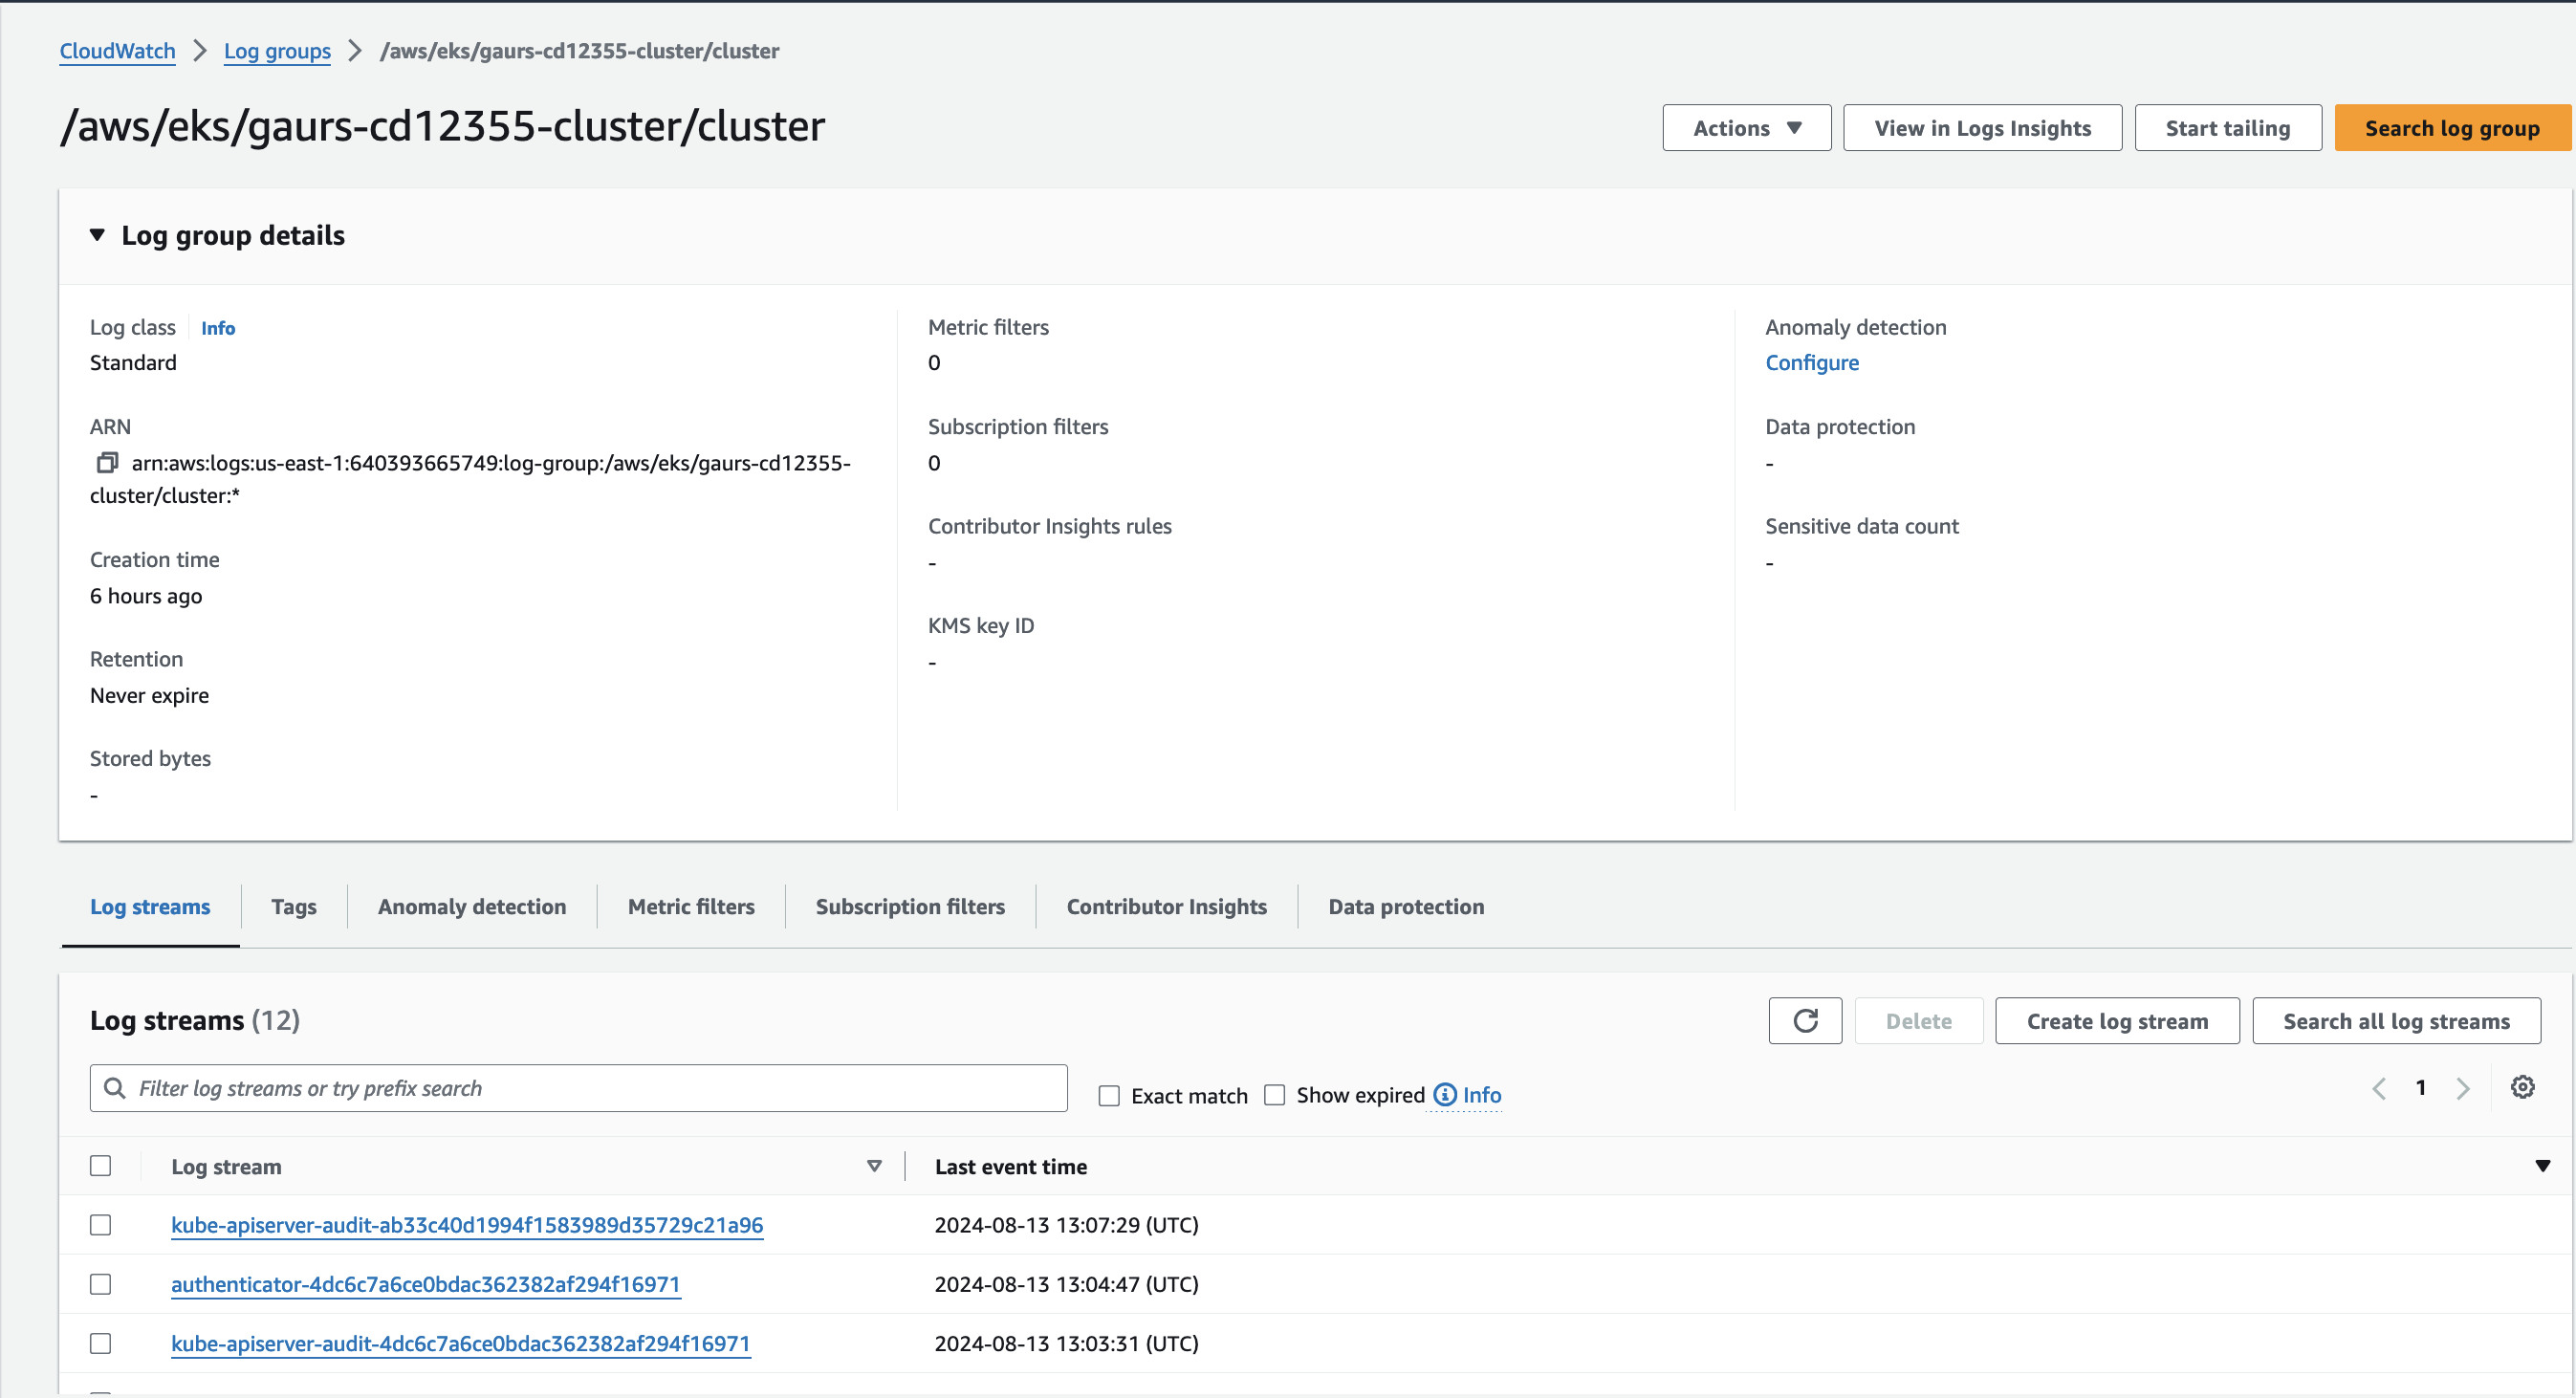 CloudWatch > Log groups > /aws/eks/gaurs-cd12355-cluster/cluster
/aws/eks/gaurs-cd12355-cluster/cluster
Actions
View in Logs Insights
Start tailing
Search log group
Log group details
Log class
Info
Standard
ARN
arn:aws:logs:us-east-1:640393665749:log-group:/aws/eks/gaurs-cd12355-
cluster/cluster:*
Creation time
6 hours ago
Retention
Never expire
Stored bytes
-
Metric filters
0
Subscription filters
0
Contributor Insights rules
-
KMS key ID
-
Anomaly detection
Configure
Data protection
-
Sensitive data count
-
Log streams
Tags
Anomaly detection
Metric filters
Subscription filters
Contributor Insights
Data protection
Log streams (12)
Delete
Create log stream
Search all log streams
Filter log streams or try prefix search
Exact match
Show expired
Info
1
Log stream
Last event time
kube-apiserver-audit-ab33c40d1994f1583989d35729c21a96
2024-08-13 13:07:29 (UTC)
authenticator-4dc6c7a6ce0bdac362382af294f16971
2024-08-13 13:04:47 (UTC)
kube-apiserver-audit-4dc6c7a6ce0bdac362382af294f16971
2024-08-13 13:03:31 (UTC)